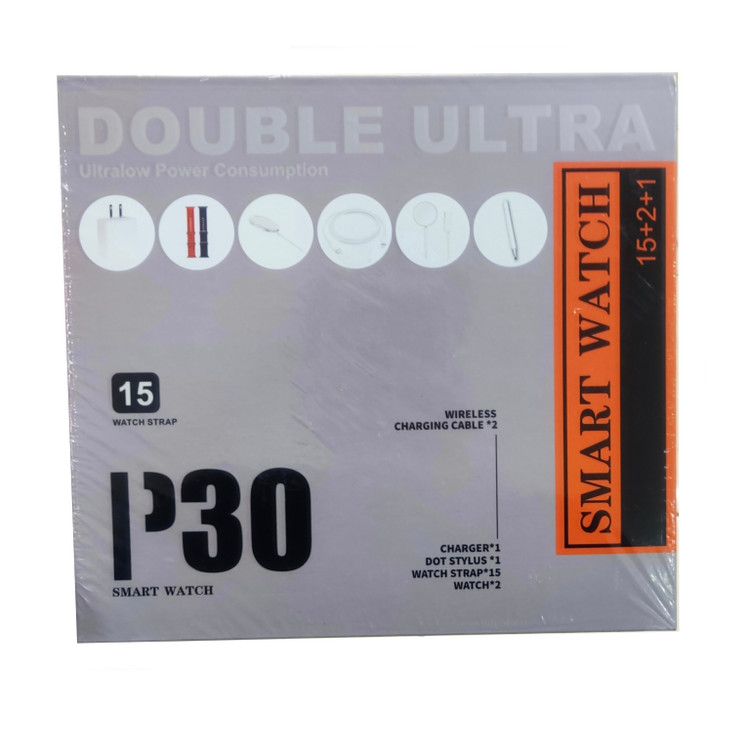 DOUBLE ULTRA
Ultralow Power Consumption
SMART WATCH
15+2+1
15
WATCH STRAP
WIRELESS
CHARGING CABLE *2
P30
SMART WATCH
CHARGER*1
DOT STYLUS *1
WATCH STRAP*15
WATCH*2